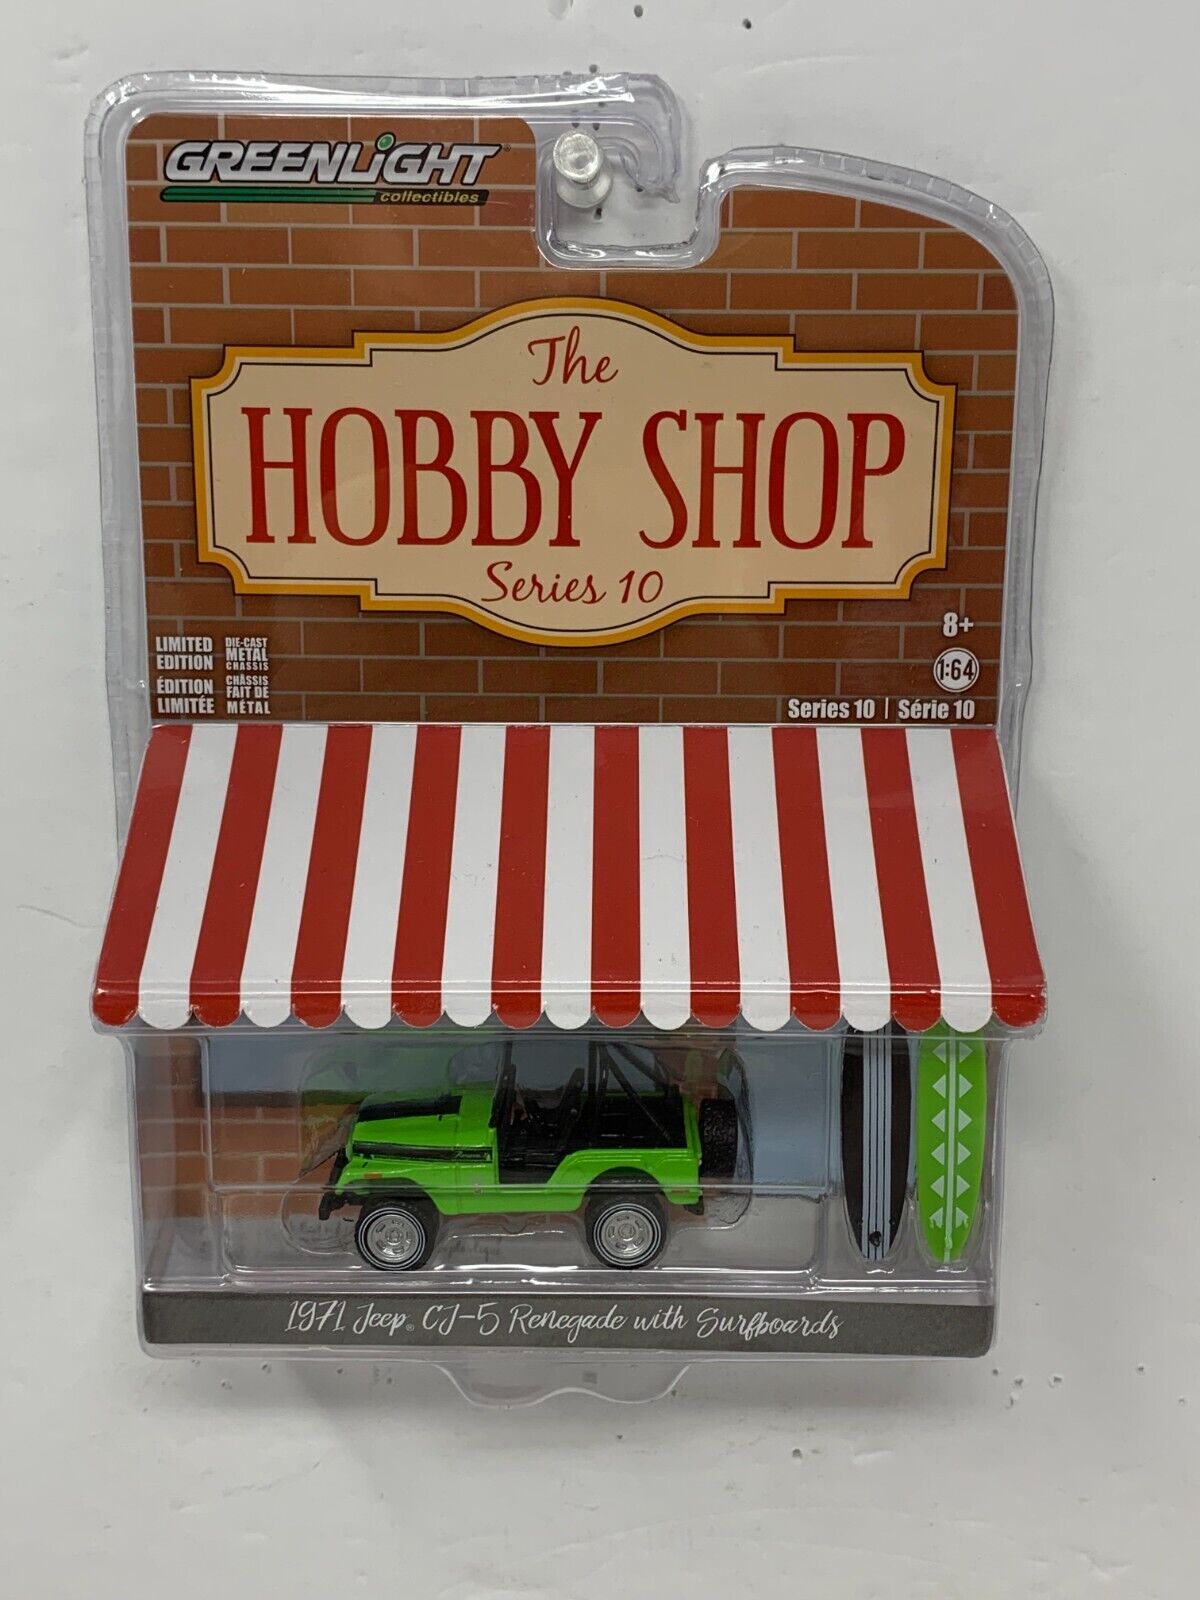 GREENLiGHT®
collectibles
The
HOBBY SHOP
Series 10
8+
LIMITED EDITION
DIE-CAST METAL CHASSIS
ÉDITION LIMITÉE
CHÂSSIS FAIT DE MÉTAL
1:64
Series 10 | Série 10
1971 Jeep® CJ-5 Renegade with Surfboards